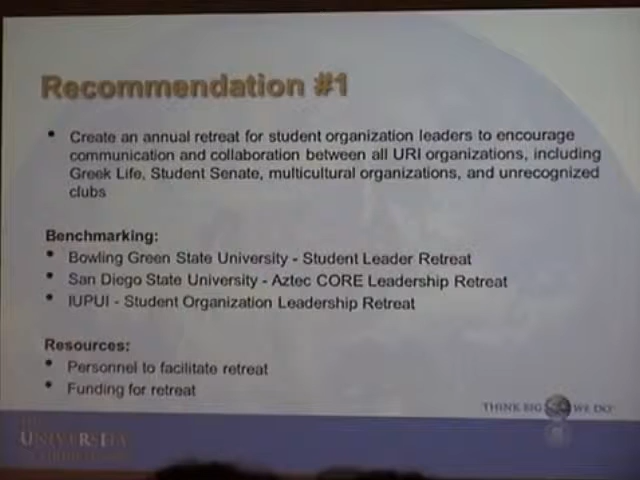 Recommendation #1
• Create an annual retreat for student organization leaders to encourage
communication and collaboration between all URI organizations, including
Greek Life, Student Senate, multicultural organizations, and unrecognized
clubs
Benchmarking:
• Bowling Green State University - Student Leader Retreat
• San Diego State University - Aztec CORE Leadership Retreat
• IUPUI - Student Organization Leadership Retreat
Resources:
• Personnel to facilitate retreat
• Funding for retreat
THINK BIG WE DO
THE
UNIVERSITY